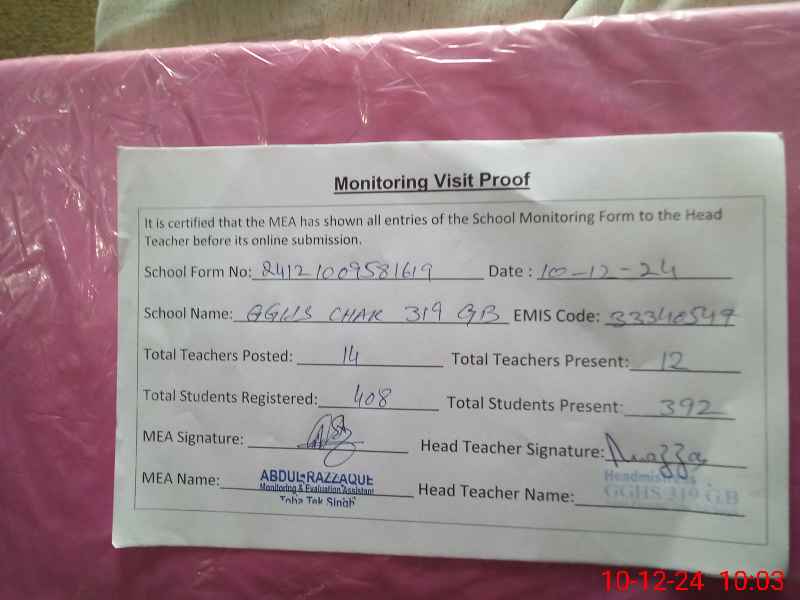 Monitoring Visit Proof
It is certified that the MEA has shown all entries of the School Monitoring Form to the Head
Teacher before its online submission.
School Form No: 24121009581619 Date : 10-12-24
School Name: GGHS CHAK 319 GB EMIS Code: 33340549
Total Teachers Posted: 14 Total Teachers Present: 12
Total Students Registered: 408 Total Students Present: 392
MEA Signature: Head Teacher Signature:
MEA Name: ABDUL RAZZAQUE
Monitoring & Evaluation Assistant
Toba Tek Singh
Head Teacher Name: Headmistress
GGHS 319 G.B
10-12-24 10:03